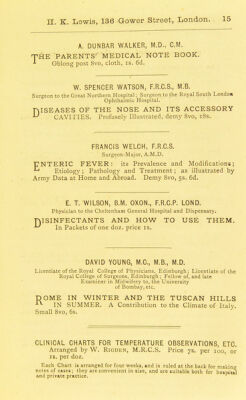 H. K. Lewis, 136 Gower Street, London. 15
A. DUNBAR WALKER, M.D., C.M.
THE PARENTS' MEDICAL NOTE BOOK.
Oblong post 8vo, cloth, 1s. 6d.
W. SPENCER WATSON, F.R.C.S., M.B.
Surgeon to the Great Northern Hospital; Surgeon to the Royal South London
Ophthalmic Hospital.
DISEASES OF THE NOSE AND ITS ACCESSORY
CAVITIES. Profusely Illustrated, demy 8vo, 18s.
FRANCIS WELCH, F.R.C.S.
Surgeon-Major, A.M.D.
ENTERIC FEVER: its Prevalence and Modifications;
Etiology; Pathology and Treatment; as illustrated by
Army Data at Home and Abroad. Demy 8vo, 5s. 6d.
E. T. WILSON, B.M. OXON., F.R.C.P. LOND.
Physician to the Cheltenham General Hospital and Dispensary.
DISINFECTANTS AND HOW TO USE THEM.
In Packets of one doz. price 1s.
DAVID YOUNG, M.C., M.B., M.D.
Licentiate of the Royal College of Physicians, Edinburgh; Licentiate of the
Royal College of Surgeons, Edinburgh; Fellow of, and late
Examiner in Midwifery to, the University
of Bombay, etc.
ROME IN WINTER AND THE TUSCAN HILLS
IN SUMMER. A Contribution to the Climate of Italy.
Small 8vo, 6s.
CLINICAL CHARTS FOR TEMPERATURE OBSERVATIONS, ETC.
Arranged by W. RIGDEN, M.R.C.S. Price 7s. per 100, or
1s. per doz.
Each Chart is arranged for four weeks, and is ruled at the back for making
notes of cases; they are convenient in size, and are suitable both for hospital
and private practice.